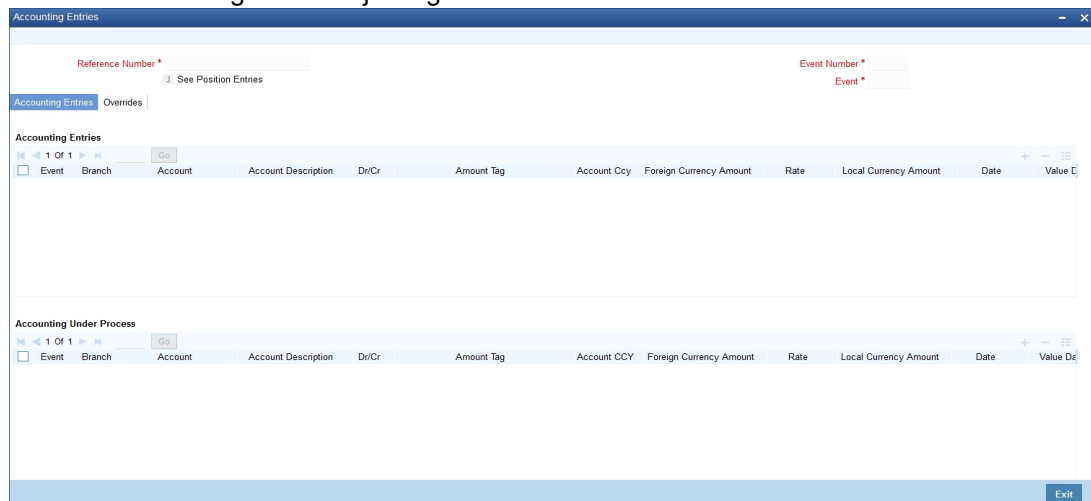 Accounting Entries
Reference Number * Event Number *
See Position Entries Event *
Accounting Entries Overrides
Accounting Entries
1 Of 1 Go
Event Branch Account Account Description Dr/Cr Amount Tag Account Ccy Foreign Currency Amount Rate Local Currency Amount Date Value D
Accounting Under Process
1 Of 1 Go
Event Branch Account Account Description Dr/Cr Amount Tag Account CCY Foreign Currency Amount Rate Local Currency Amount Date Value Da
Exit